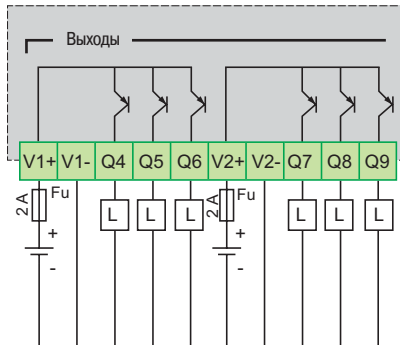 Выходы
V1+ V1- Q4 Q5 Q6 V2+ V2- Q7 Q8 Q9
2 A Fu L L L 2 A Fu L L L
+ +
- -